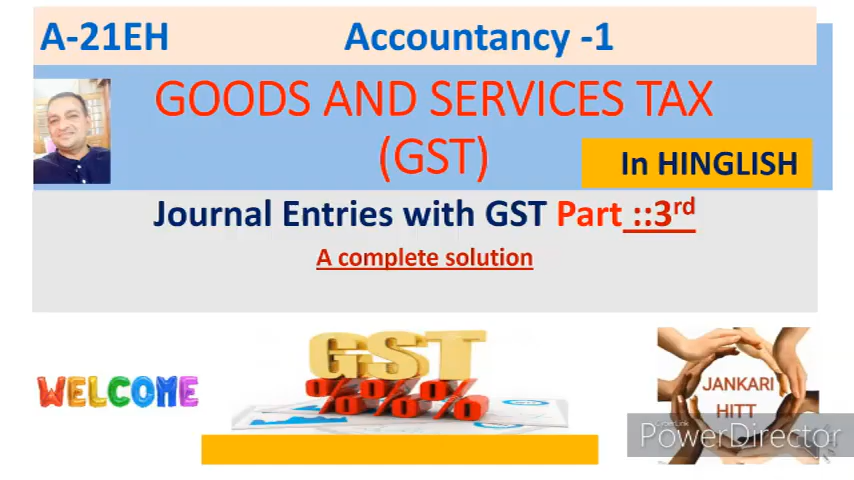 A-21EH Accountancy -1
GOODS AND SERVICES TAX
(GST)
In HINGLISH
Journal Entries with GST Part ::3rd
A complete solution
GST
%%%%
WELCOME
JANKARI
HITT
CyberLink
PowerDirector